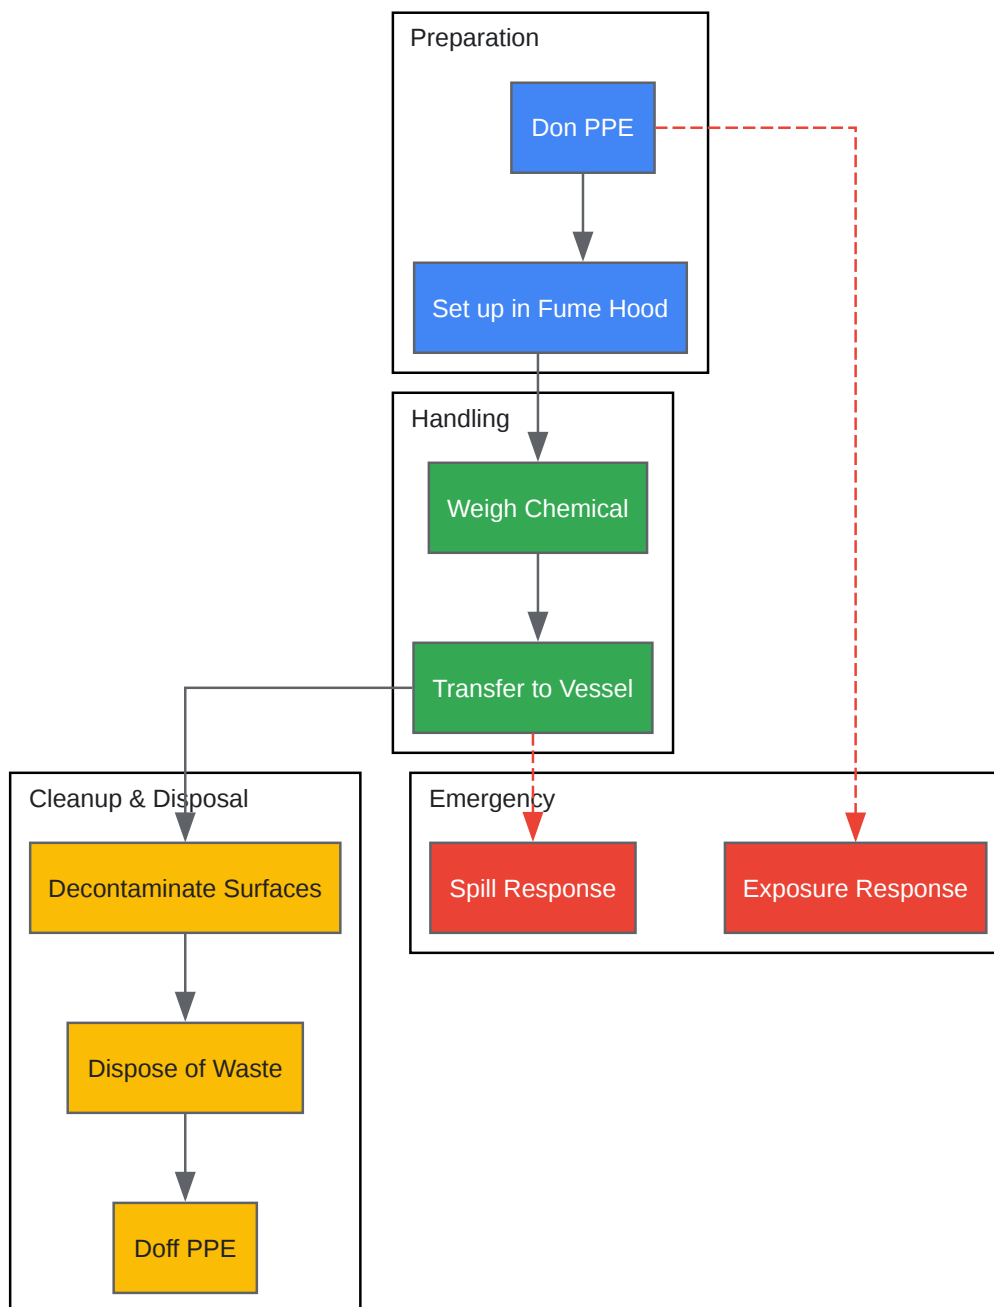 Preparation
Don PPE
Set up in Fume Hood
Handling
Weigh Chemical
Transfer to Vessel
Cleanup & Disposal
Decontaminate Surfaces
Dispose of Waste
Doff PPE
Emergency
Spill Response
Exposure Response